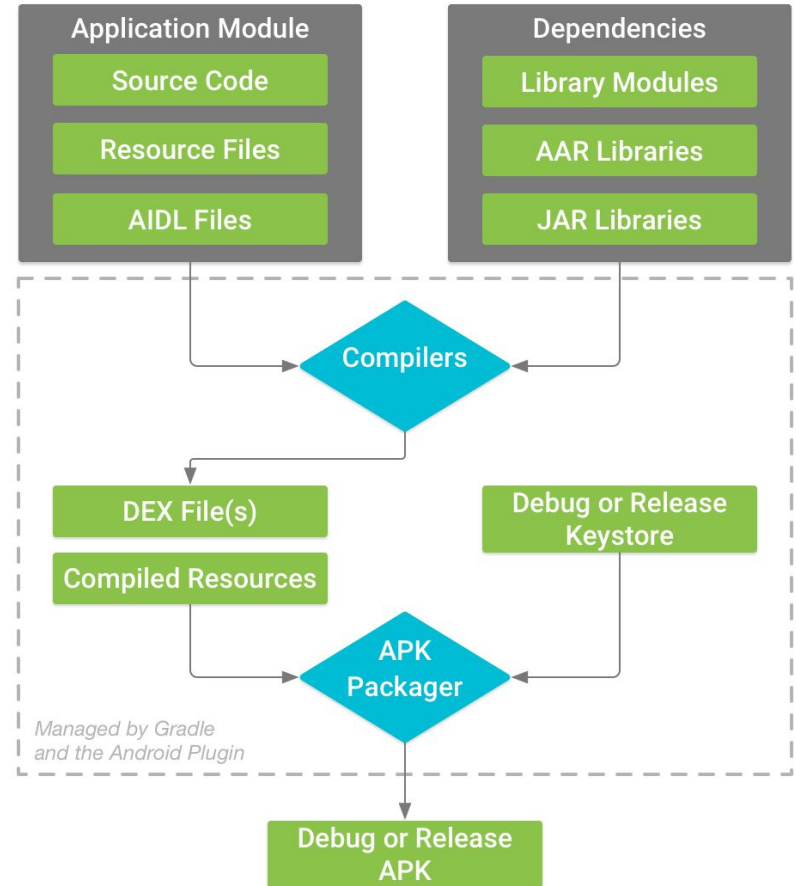 Application Module
Source Code
Resource Files
AIDL Files
Dependencies
Library Modules
AAR Libraries
JAR Libraries
Compilers
DEX File(s)
Compiled Resources
Debug or Release
Keystore
APK
Packager
Managed by Gradle
and the Android Plugin
Debug or Release
APK